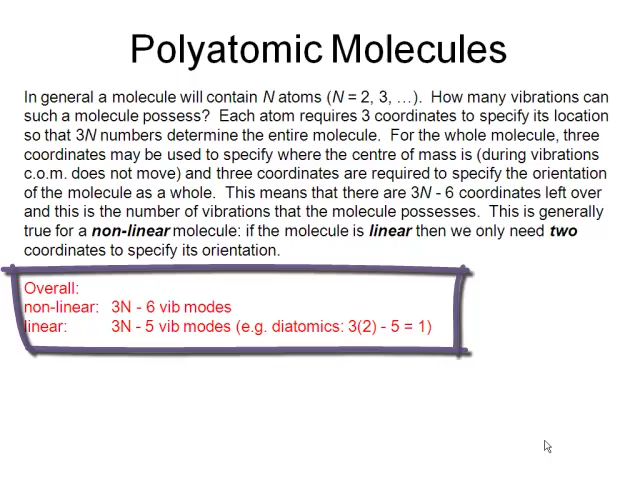 Polyatomic Molecules
In general a molecule will contain N atoms (N = 2, 3, …).  How many vibrations can
such a molecule possess?  Each atom requires 3 coordinates to specify its location
so that 3N numbers determine the entire molecule.  For the whole molecule, three
coordinates may be used to specify where the centre of mass is (during vibrations
c.o.m. does not move) and three coordinates are required to specify the orientation
of the molecule as a whole.  This means that there are 3N - 6 coordinates left over
and this is the number of vibrations that the molecule possesses.  This is generally
true for a non-linear molecule: if the molecule is linear then we only need two
coordinates to specify its orientation.
Overall:
non-linear: 3N - 6 vib modes
linear: 3N - 5 vib modes (e.g. diatomics: 3(2) - 5 = 1)